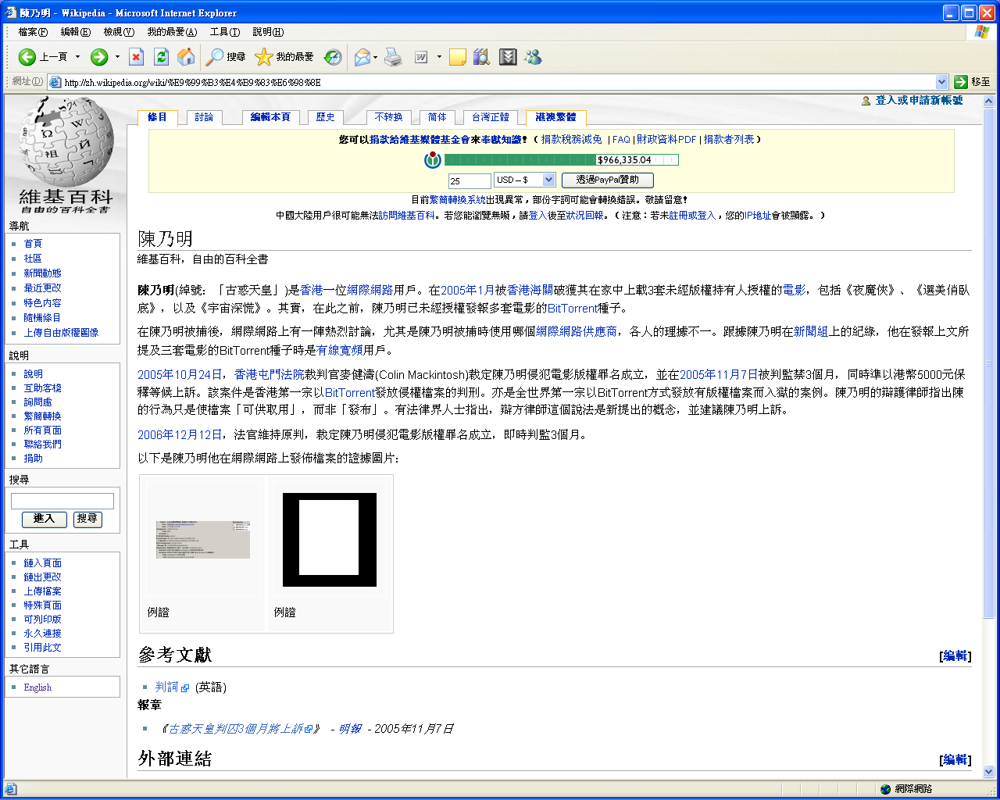 陳乃明 - Wikipedia - Microsoft Internet Explorer
檔案(F) 編輯(E) 檢視(V) 我的最愛(A) 工具(T) 說明(H)
上一頁 搜尋 我的最愛
網址(D) http://zh.wikipedia.org/wiki/%E9%99%B3%E4%B9%83%E6%98%8E 移至
登入或申請新帳號
條目 討論 編輯本頁 歷史 不转换 简体 台灣正體 港澳繁體
您可以捐款給維基媒體基金會來奉獻知識！（捐款稅務減免 | FAQ | 財政資料PDF | 捐款者列表）
$966,335.04
25 USD – $ 透過PayPal贊助
目前繁簡轉換系統出現異常，部份字詞可能會轉換錯誤。敬請留意！
中國大陸用戶很可能無法訪問維基百科。若您能瀏覽無礙，請登入後至狀況回報。（注意：若未註冊或登入，您的IP地址會被顯露。）
維基百科
自由的百科全書
導航
首頁
社區
新聞動態
最近更改
特色內容
隨機條目
上傳自由版權圖像
說明
說明
互助客棧
詢問處
繁簡轉換
所有頁面
聯絡我們
捐助
搜尋
進入 搜尋
工具
鏈入頁面
鏈出更改
上傳檔案
特殊頁面
可列印版
永久連接
引用此文
其它語言
English
陳乃明
維基百科，自由的百科全書
陳乃明(綽號：「古惑天皇」)是香港一位網際網路用戶。在2005年1月被香港海關破獲其在家中上載3套未經版權持有人授權的電影，包括《夜魔俠》、《選美俏臥
底》，以及《宇宙深慌》。其實，在此之前，陳乃明已未經授權發報多套電影的BitTorrent種子。
在陳乃明被捕後，網際網路上有一陣熱烈討論，尤其是陳乃明被捕時使用哪個網際網路供應商，各人的理據不一。跟據陳乃明在新聞組上的紀綠，他在發報上文所
提及三套電影的BitTorrent種子時是有線寬頻用戶。
2005年10月24日，香港屯門法院裁判官麥健濤(Colin Mackintosh)裁定陳乃明侵犯電影版權罪名成立，並在2005年11月7日被判監禁3個月，同時準以港幣5000元保
釋等候上訴。該案件是香港第一宗以BitTorrent發放侵權檔案的判刑。亦是全世界第一宗以BitTorrent方式發放有版權檔案而入獄的案例。陳乃明的辯護律師指出陳
的行為只是使檔案「可供取用」，而非「發布」。有法律界人士指出，辯方律師這個說法是新提出的概念，並建議陳乃明上訴。
2006年12月12日，法官維持原判，裁定陳乃明侵犯電影版權罪名成立，即時判監3個月。
以下是陳乃明他在網際網路上發佈檔案的證據圖片：
例證 例證
參考文獻 [編輯]
判詞 (英語)
報章
《古惑天皇判囚3個月將上訴》 - 明報 - 2005年11月7日
外部連結 [編輯]
網際網路